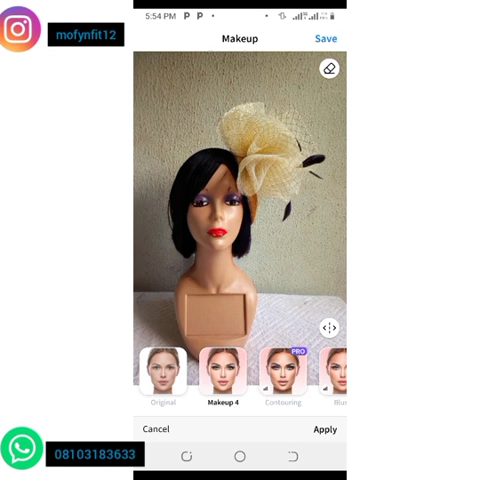 mofynfit12
5:54 PM P P
Makeup
Save
PRO
Original
Makeup 4
Contouring
Cancel
Apply
08103183633